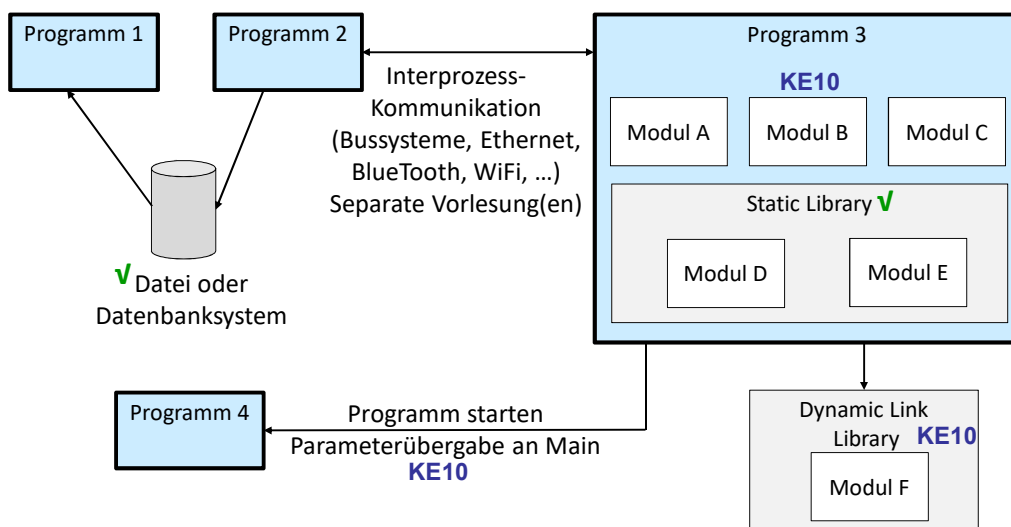 Programm 1
Programm 2
Interprozess-
Kommunikation
(Bussysteme, Ethernet,
BlueTooth, WiFi, …)
Separate Vorlesung(en)
√ Datei oder
Datenbanksystem
Programm 3
KE10
Modul A
Modul B
Modul C
Static Library √
Modul D
Modul E
Programm 4
Programm starten
Parameterübergabe an Main
KE10
Dynamic Link
Library KE10
Modul F